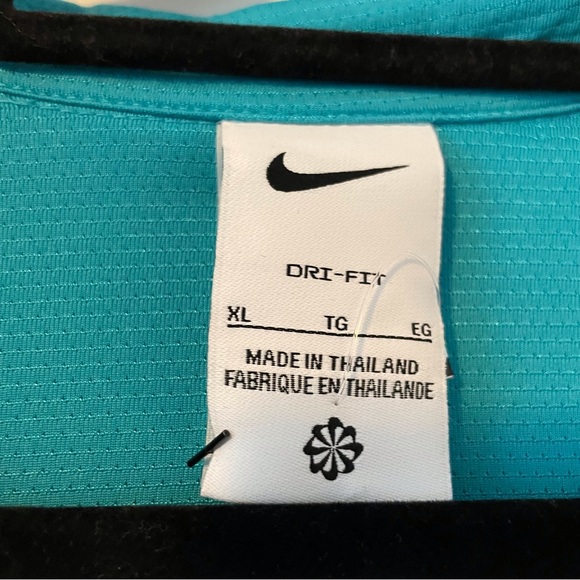 DRI-FIT
XL TG EG
MADE IN THAILAND
FABRIQUE EN THAILANDE